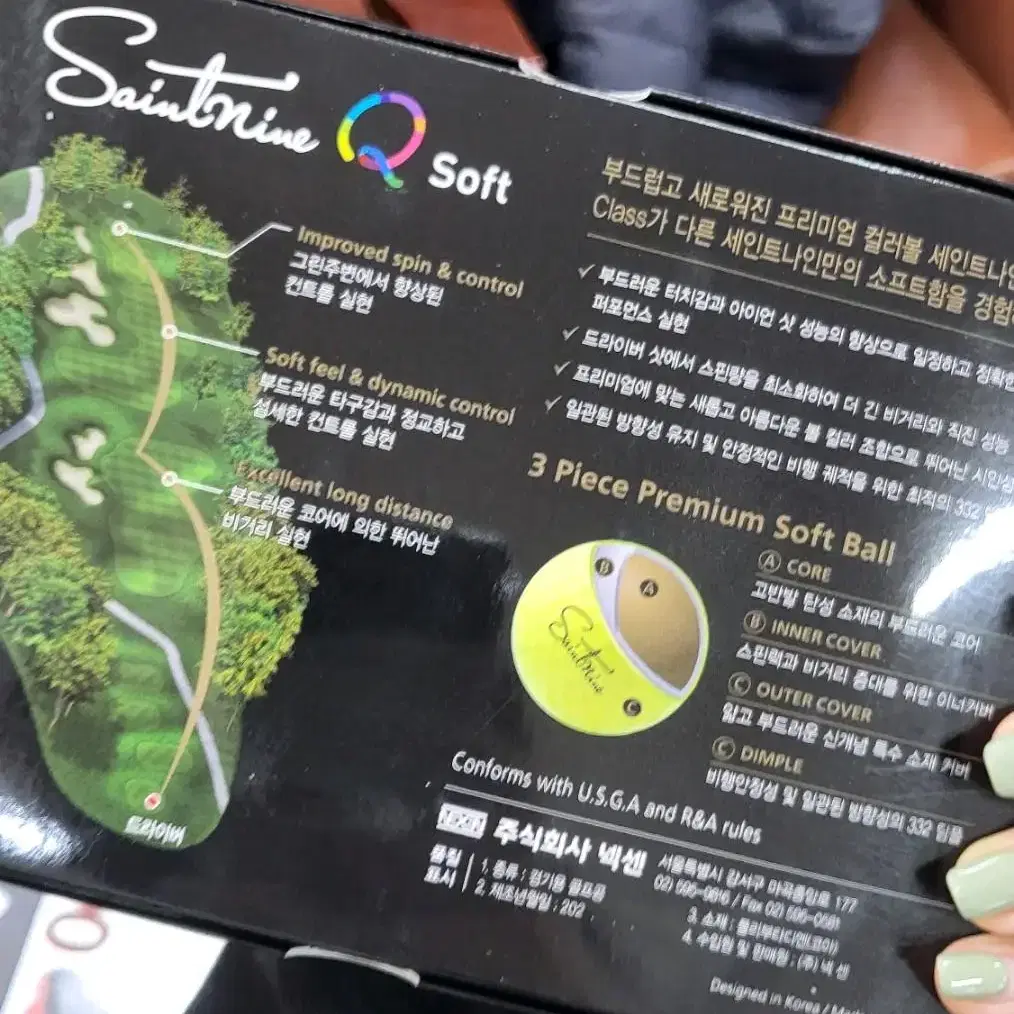 Saintnine Q Soft
Improved spin & control
그린주변에서 향상된
컨트롤 실현
Soft feel & dynamic control
부드러운 타구감과 정교하고
섬세한 컨트롤 실현
Excellent long distance
부드러운 코어에 의한 뛰어난
비거리 실현
드라이버
부드럽고 새로워진 프리미엄 컬러볼 세인트나인
Class가 다른 세인트나인만의 소프트함을
✓ 부드러운 터치감과 아이언 샷 성능의 향상으로 일정하고 정확한
퍼포먼스 실현
✓ 드라이버 샷에서 스핀량을 최소화하여 더 긴 비거리와 직진 성능
✓ 프리미엄에 맞는 새롭고 아름다운 볼 컬러 조합으로 뛰어난
✓ 일관된 방향성 유지 및 안정적인 비행 궤적을 위한 최적의 332
3 Piece Premium Soft Ball
B
A
Saintnine
C
Ⓐ CORE
고반발 탄성 소재의 부드러운 코어
Ⓑ INNER COVER
스핀력과 비거리 증대를 위한 이너커버
Ⓒ OUTER COVER
얇고 부드러운 신개념 특수 소재 커버
Ⓒ DIMPLE
비행안정성 및 일관된 방향성의 332 딤플
Conforms with U.S.G.A and R&A rules
NEXEN 주식회사 넥센
서울특별시 강서구 마곡중앙로 177
품질
표시
1. 종류 : 경기용 골프공
2. 제조년월일 : 202
3. 소재 :
4. 수입원 및 판매원 : (주) 넥 센
Designed in Korea /